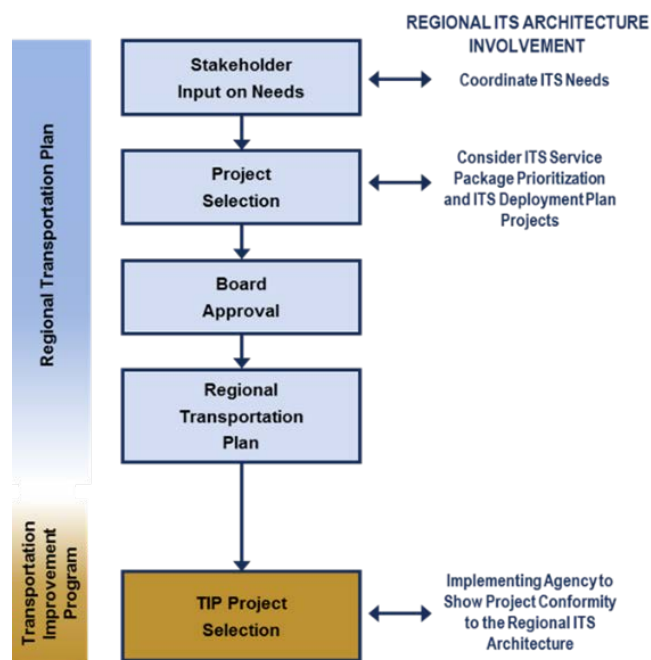 REGIONAL ITS ARCHITECTURE
INVOLVEMENT
Stakeholder
Input on Needs
Coordinate ITS Needs
Project
Selection
Consider ITS Service
Package Prioritization
and ITS Deployment Plan
Projects
Board
Approval
Regional
Transportation
Plan
Regional Transportation Plan
TIP Project
Selection
Implementing Agency to
Show Project Conformity
to the Regional ITS
Architecture
Transportation
Improvement
Program